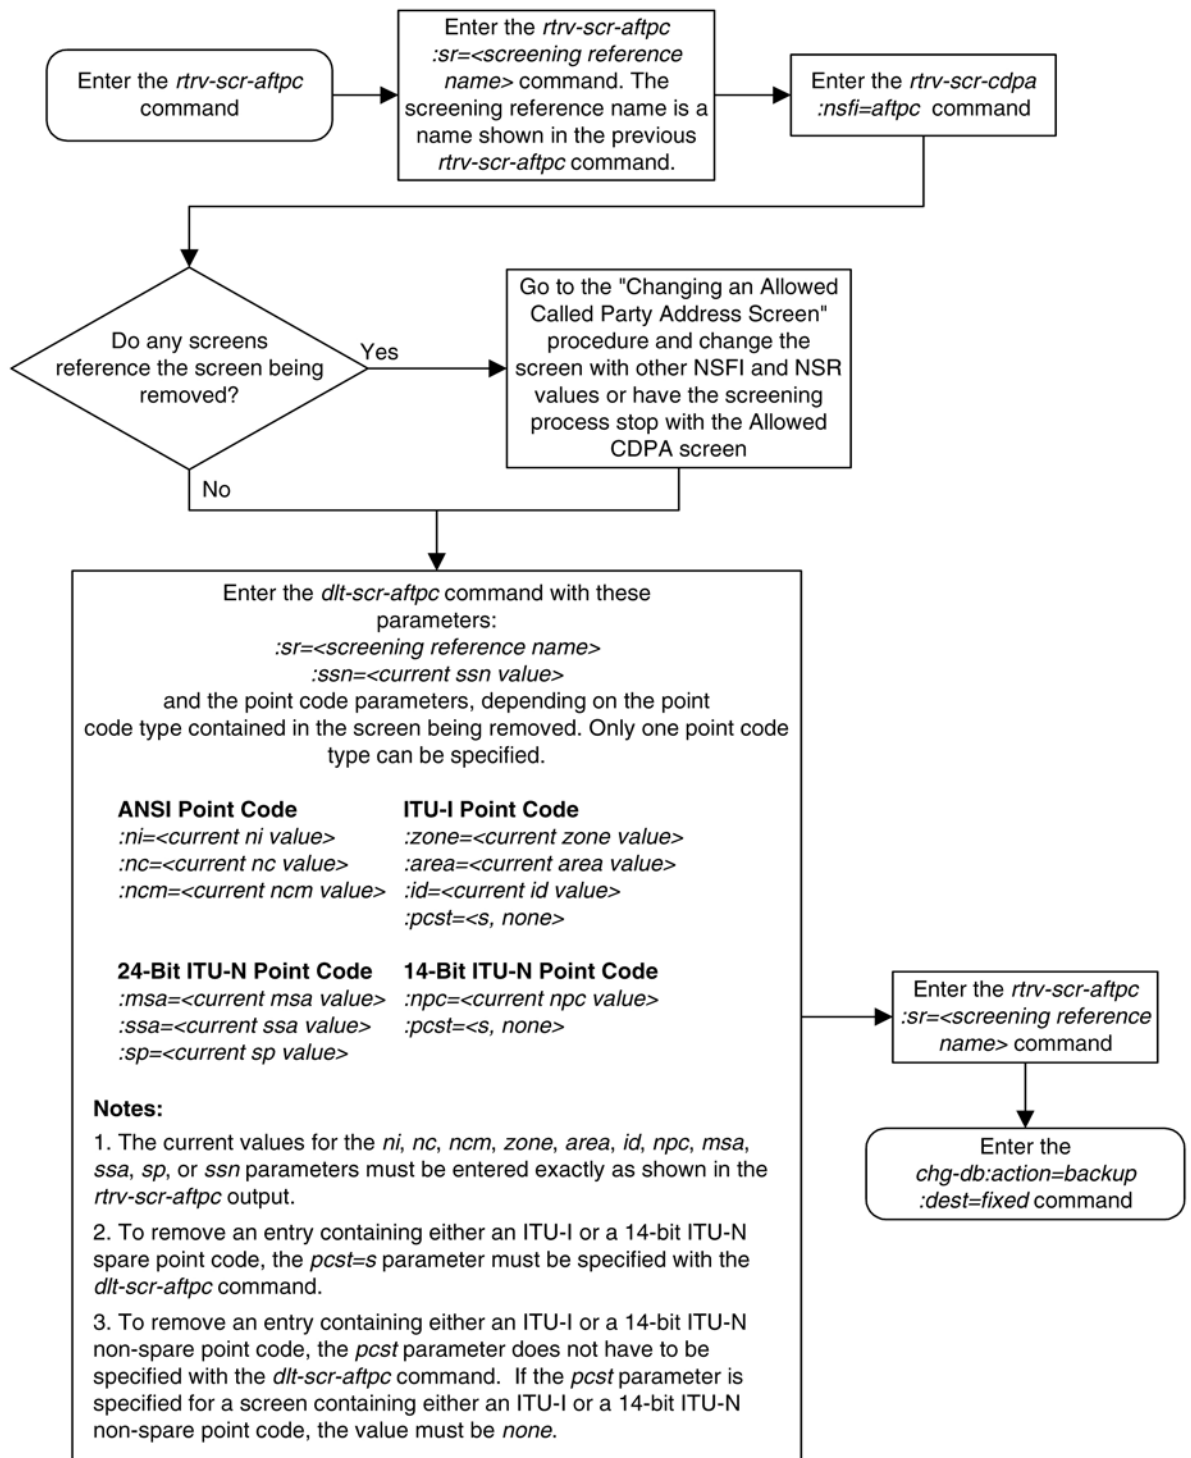 Enter the rtrv-scr-aftpc
command
Enter the rtrv-scr-aftpc
:sr=<screening reference
name> command. The
screening reference name is a
name shown in the previous
rtrv-scr-aftpc command.
Enter the rtrv-scr-cdpa
:nsfi=aftpc command
Do any screens
reference the screen being
removed?
Yes
No
Go to the "Changing an Allowed
Called Party Address Screen"
procedure and change the
screen with other NSFI and NSR
values or have the screening
process stop with the Allowed
CDPA screen
Enter the dlt-scr-aftpc command with these
parameters:
:sr=<screening reference name>
:ssn=<current ssn value>
and the point code parameters, depending on the point
code type contained in the screen being removed. Only one point code
type can be specified.
ANSI Point Code
:ni=<current ni value>
:nc=<current nc value>
:ncm=<current ncm value>
ITU-I Point Code
:zone=<current zone value>
:area=<current area value>
:id=<current id value>
:pcst=<s, none>
24-Bit ITU-N Point Code
:msa=<current msa value>
:ssa=<current ssa value>
:sp=<current sp value>
14-Bit ITU-N Point Code
:npc=<current npc value>
:pcst=<s, none>
Notes:
1. The current values for the ni, nc, ncm, zone, area, id, npc, msa,
ssa, sp, or ssn parameters must be entered exactly as shown in the
rtrv-scr-aftpc output.
2. To remove an entry containing either an ITU-I or a 14-bit ITU-N
spare point code, the pcst=s parameter must be specified with the
dlt-scr-aftpc command.
3. To remove an entry containing either an ITU-I or a 14-bit ITU-N
non-spare point code, the pcst parameter does not have to be
specified with the dlt-scr-aftpc command. If the pcst parameter is
specified for a screen containing either an ITU-I or a 14-bit ITU-N
non-spare point code, the value must be none.
Enter the rtrv-scr-aftpc
:sr=<screening reference
name> command
Enter the
chg-db:action=backup
:dest=fixed command